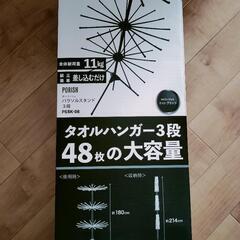 全体耐荷重 11kg
組立簡単 差し込むだけ
PORISH
パラソルスタンド
3段
PSSK-08
タオルハンガー3段
48枚の大容量
<使用時>
<収納時>
約180cm
約214cm